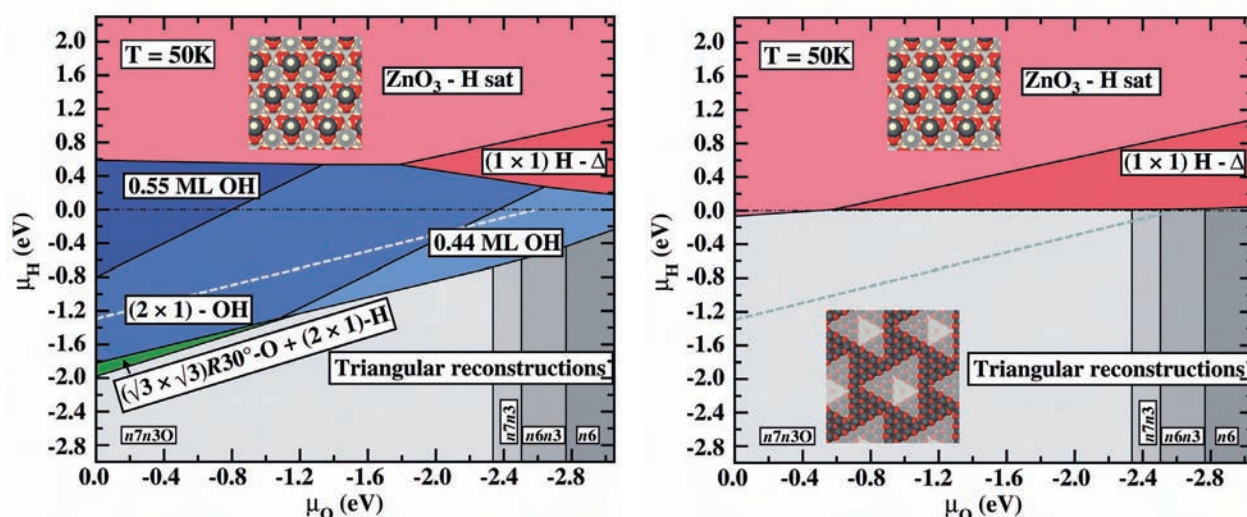 2.0
1.6
1.2
0.8
0.4
0.0
-0.4
-0.8
-1.2
-1.6
-2.0
-2.4
-2.8
μH (eV)
T = 50K
ZnO3 - H sat
(1 × 1) H - Δ
0.55 ML OH
0.44 ML OH
(2 × 1) - OH
(√3 × √3)R30°-O + (2 × 1)-H
Triangular reconstructions
n7n3O
n7n3
n6n3
n6
0.0 -0.4 -0.8 -1.2 -1.6 -2.0 -2.4 -2.8
μO (eV)
2.0
1.6
1.2
0.8
0.4
0.0
-0.4
-0.8
-1.2
-1.6
-2.0
-2.4
-2.8
μH (eV)
T = 50K
ZnO3 - H sat
(1 × 1) H - Δ
Triangular reconstructions
n7n3O
n7n3
n6n3
n6
0.0 -0.4 -0.8 -1.2 -1.6 -2.0 -2.4 -2.8
μO (eV)